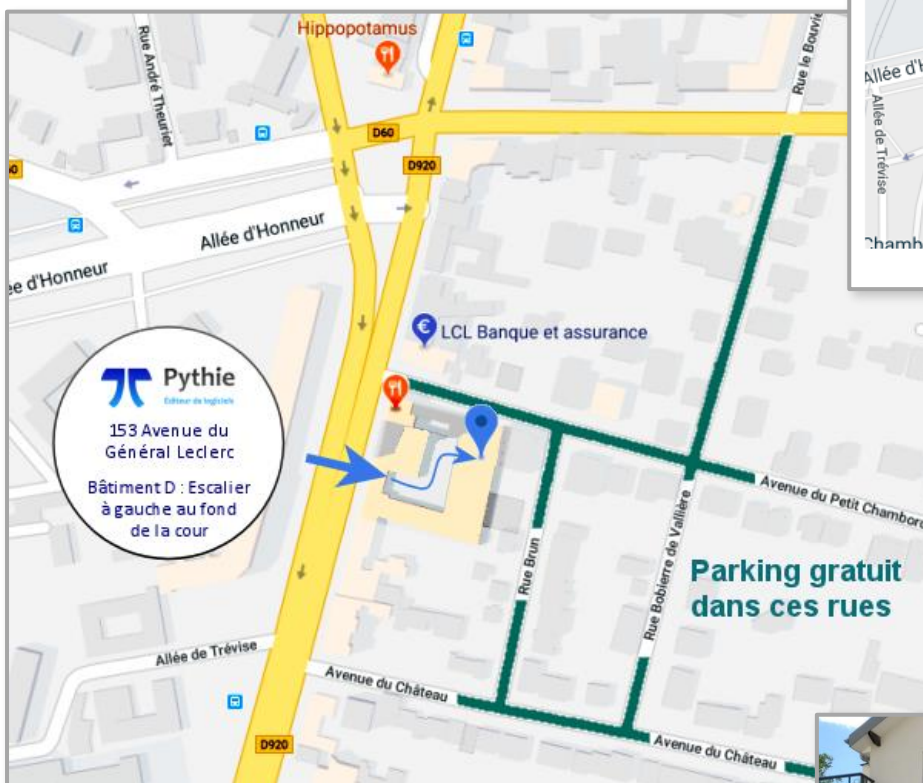 Hippopotamus
Rue André Theuriet
Rue le Bouvie
Allée d'H
Allée de Trévise
Chamb
D60
60
D920
Allée d'Honneur
ee d'Honneur
LCL Banque et assurance
Pythie
Editeur de logiciels
153 Avenue du
Général Leclerc
Bâtiment D : Escalier
à gauche au fond
de la cour
Avenue du Petit Chambord
Rue Brun
Rue Bobierre de Vallière
Parking gratuit
dans ces rues
Allée de Trévise
Avenue du Château
Avenue du Château
D920